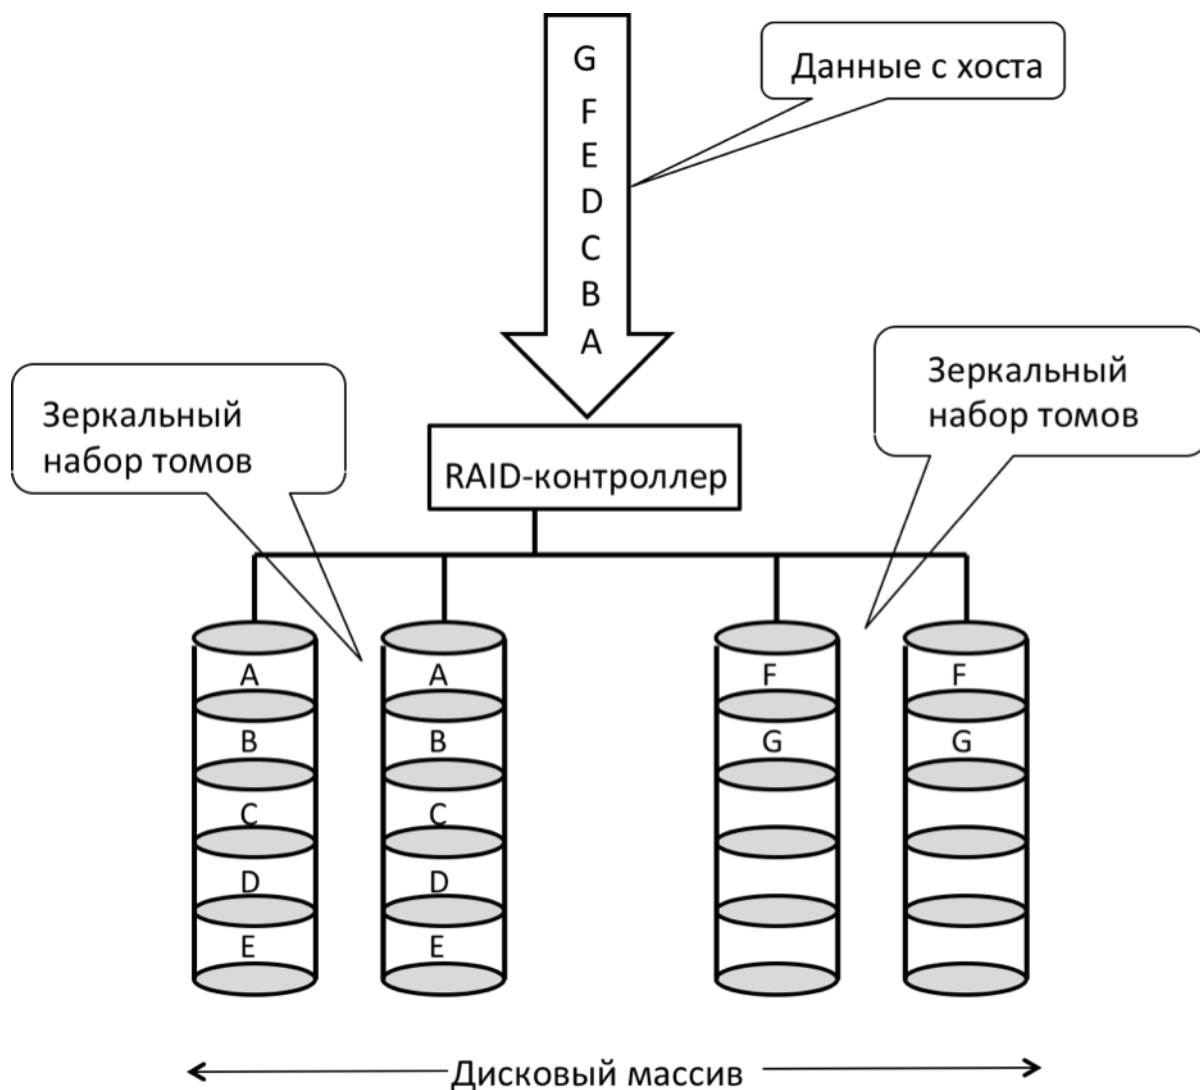 G
Данные с хоста
F
E
D
C
B
A
Зеркальный
набор томов
Зеркальный
набор томов
RAID-контроллер
A A F F
B B G G
C C
D D
E E
Дисковый массив